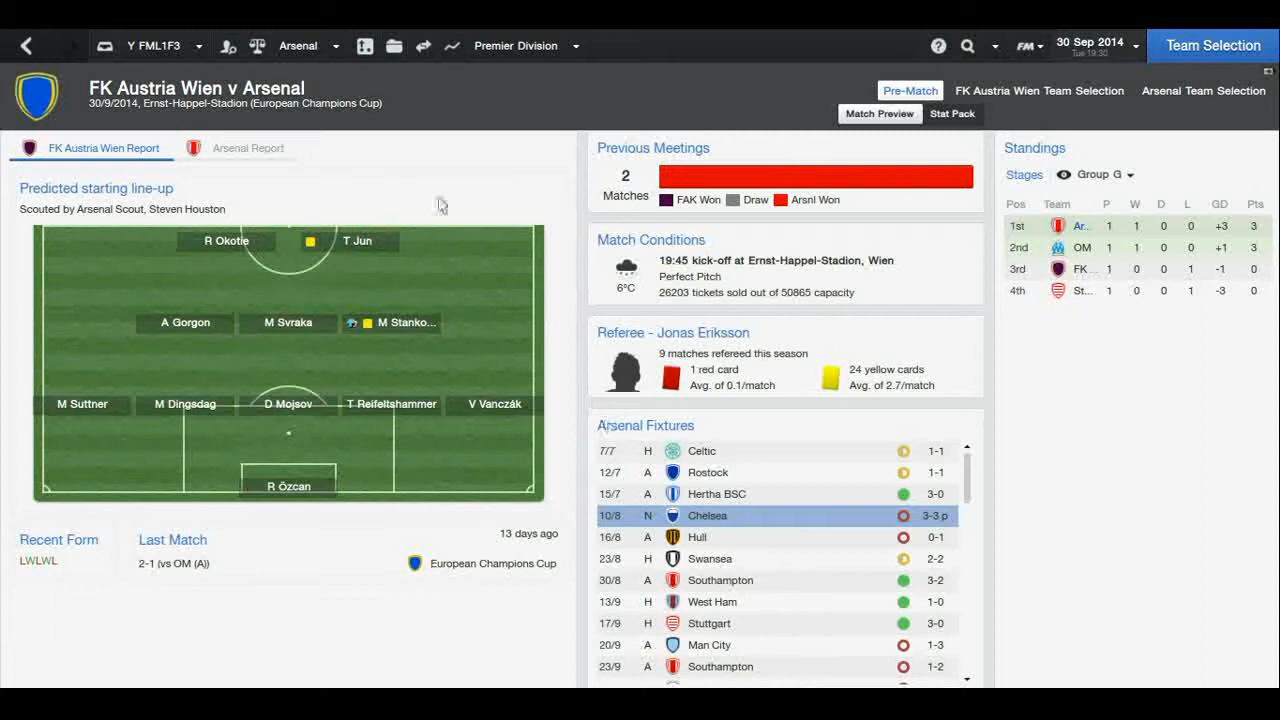 Y FML1F3 Arsenal Premier Division FM 30 Sep 2014 Tue 19:30 Team Selection
FK Austria Wien v Arsenal
30/9/2014, Ernst-Happel-Stadion (European Champions Cup)
Pre-Match FK Austria Wien Team Selection Arsenal Team Selection
Match Preview Stat Pack
FK Austria Wien Report Arsenal Report
Predicted starting line-up
Scouted by Arsenal Scout, Steven Houston
R Okotie T Jun
A Gorgon M Svraka M Stanko...
M Suttner M Dingsdag D Mojsov T Reifeltshammer V Vanczák
R Özcan
Recent Form Last Match 13 days ago
LWLWL 2-1 (vs OM (A)) European Champions Cup
Previous Meetings
2
Matches
FAK Won Draw Arsnl Won
Match Conditions
6°C
19:45 kick-off at Ernst-Happel-Stadion, Wien
Perfect Pitch
26203 tickets sold out of 50865 capacity
Referee - Jonas Eriksson
9 matches refereed this season
1 red card 24 yellow cards
Avg. of 0.1/match Avg. of 2.7/match
Arsenal Fixtures
7/7 H Celtic 1-1
12/7 A Rostock 1-1
15/7 A Hertha BSC 3-0
10/8 N Chelsea 3-3 p
16/8 A Hull 0-1
23/8 H Swansea 2-2
30/8 A Southampton 3-2
13/9 H West Ham 1-0
17/9 H Stuttgart 3-0
20/9 A Man City 1-3
23/9 A Southampton 1-2
Standings
Stages Group G
Pos Team P W D L GD Pts
1st Ar... 1 1 0 0 +3 3
2nd OM 1 1 0 0 +1 3
3rd FK... 1 0 0 1 -1 0
4th St... 1 0 0 1 -3 0